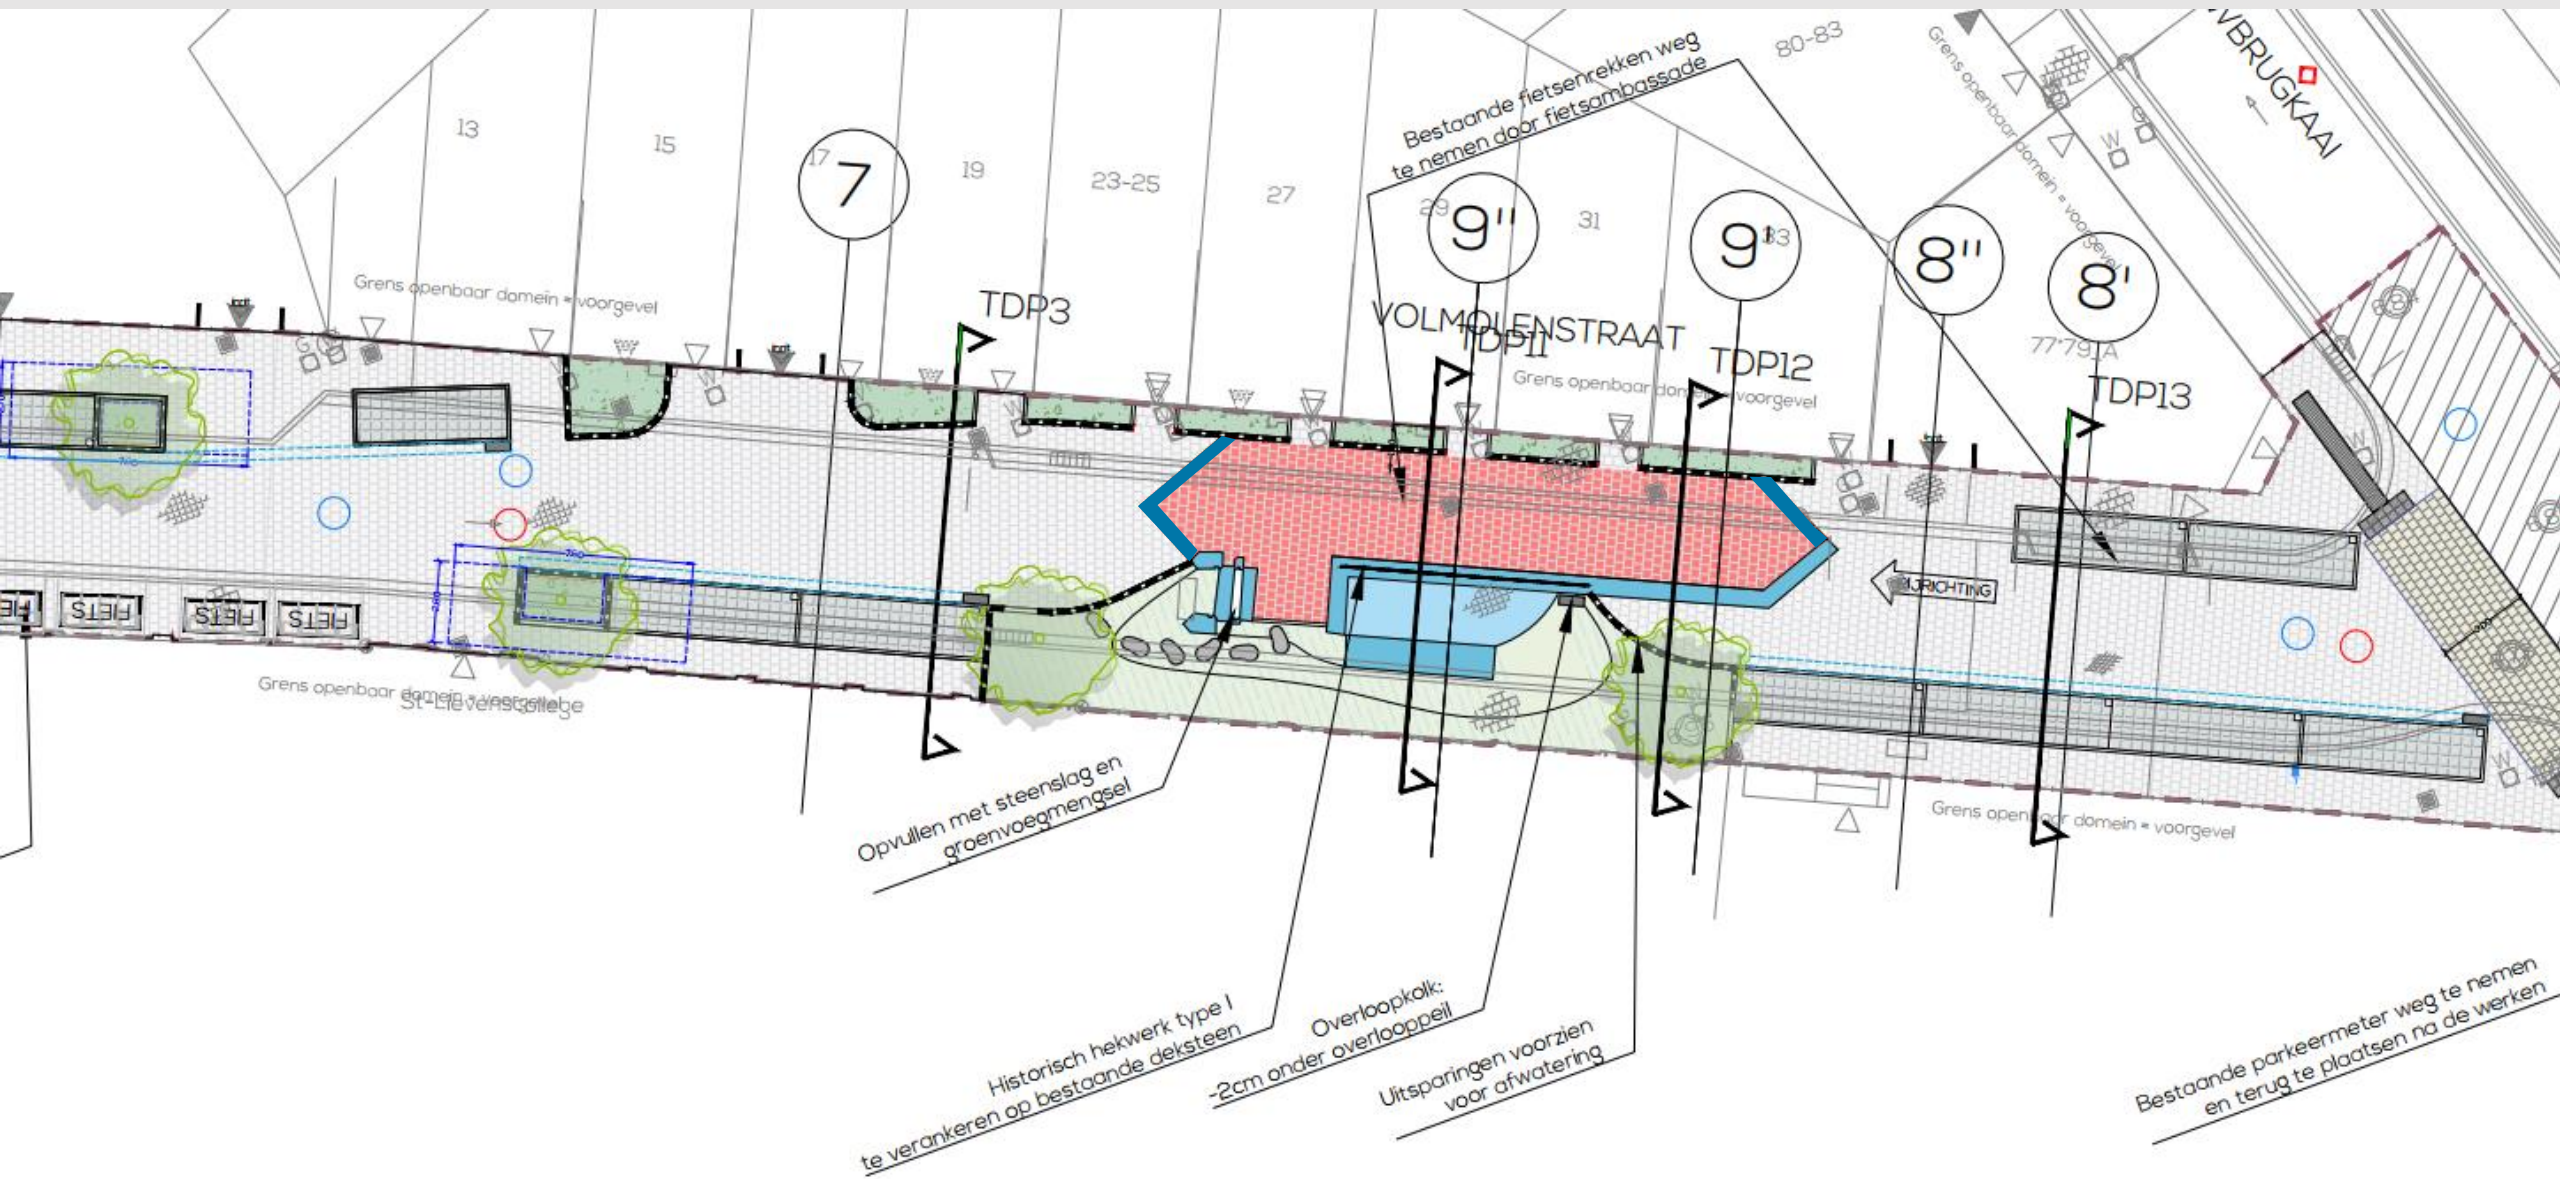 Bestaande fietsenrekken weg
te nemen door fietsambassade
80-83
Grens openbaar domein = voorgevel
13
15
17
7
19
23-25
27
29
9''
31
9'
33
8''
8'
77*79_A
Grens openbaar domein = voorgevel
TDP3
VOLMOLENSTRAAT
TDP11
TDP12
Grens openbaar domein = voorgevel
TDP13
W
W
W
G
W
W
W
W
760
760
FIETS
FIETS
FIETS
Grens openbaar domein = voorgevel
St-Lievenscollege
Grens openbaar domein = voorgevel
Opvullen met steenslag en
groenvoegmengsel
Historisch hekwerk type I
te verankeren op bestaande deksteen
Overloopkolk:
-2cm onder overlooppeil
Uitsparingen voorzien
voor afwatering
Bestaande parkeermeter weg te nemen
en terug te plaatsen na de werken